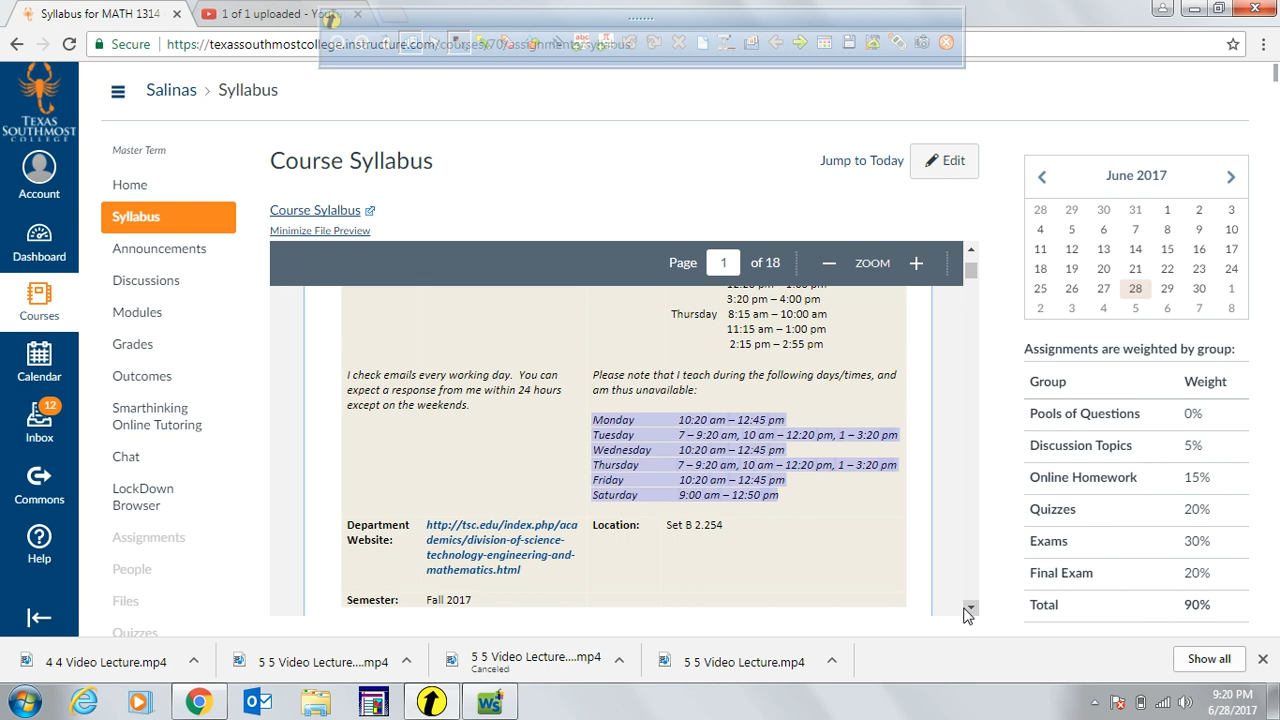 Syllabus for MATH 1314
1 of 1 uploaded - You
Secure
https://texassouthmostcollege.instructure.com/courses/70/assignments/syllabus
TEXAS
SOUTHMOST
COLLEGE
Account
Dashboard
Courses
Calendar
12
Inbox
Commons
Help
Salinas > Syllabus
Master Term
Home
Syllabus
Announcements
Discussions
Modules
Grades
Outcomes
Smarthinking
Online Tutoring
Chat
LockDown
Browser
Assignments
People
Files
Quizzes
Course Syllabus
Jump to Today
Edit
Course Sylalbus
Minimize File Preview
Page 1 of 18
ZOOM
3:20 pm – 4:00 pm
Thursday 8:15 am – 10:00 am
11:15 am – 1:00 pm
2:15 pm – 2:55 pm
I check emails every working day. You can
expect a response from me within 24 hours
except on the weekends.
Please note that I teach during the following days/times, and
am thus unavailable:
Monday 10:20 am – 12:45 pm
Tuesday 7 – 9:20 am, 10 am – 12:20 pm, 1 – 3:20 pm
Wednesday 10:20 am – 12:45 pm
Thursday 7 – 9:20 am, 10 am – 12:20 pm, 1 – 3:20 pm
Friday 10:20 am – 12:45 pm
Saturday 9:00 am – 12:50 pm
Department
Website:
http://tsc.edu/index.php/aca
demics/division-of-science-
technology-engineering-and-
mathematics.html
Location: Set B 2.254
Semester: Fall 2017
June 2017
28 29 30 31 1 2 3
4 5 6 7 8 9 10
11 12 13 14 15 16 17
18 19 20 21 22 23 24
25 26 27 28 29 30 1
2 3 4 5 6 7 8
Assignments are weighted by group:
Group Weight
Pools of Questions 0%
Discussion Topics 5%
Online Homework 15%
Quizzes 20%
Exams 30%
Final Exam 20%
Total 90%
4 4 Video Lecture.mp4
5 5 Video Lecture....mp4
5 5 Video Lecture....mp4
Canceled
5 5 Video Lecture.mp4
Show all
9:20 PM
6/28/2017